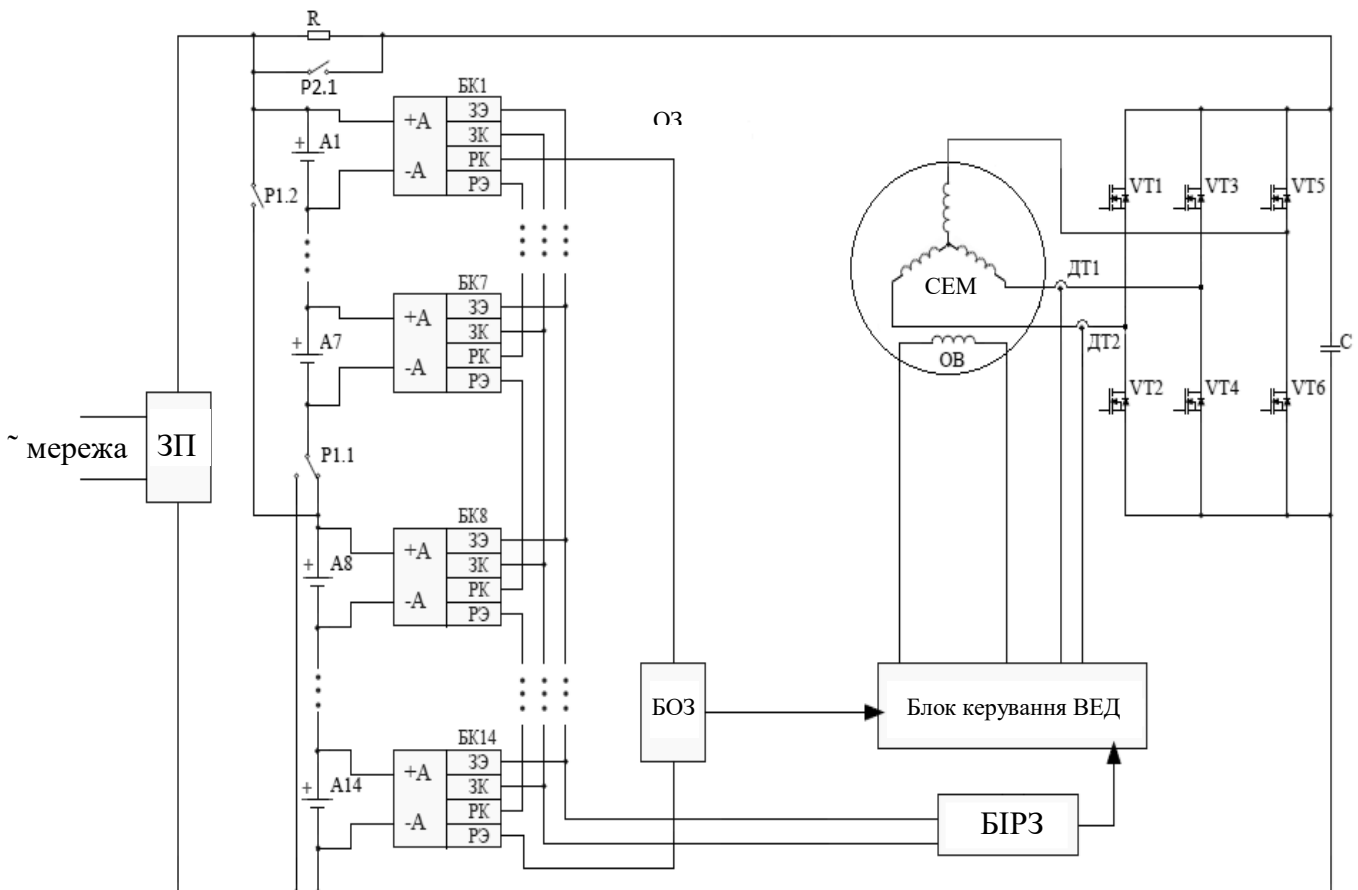 R
P2.1
БК1
+A
-A
ЗЭ
ЗК
РК
РЭ
ОЗ
+ A1
P1.2
VT1
VT3
VT5
БК7
+A
-A
ЗЭ
ЗК
РК
РЭ
СЕМ
ДТ1
+ A7
ОВ
ДТ2
C
VT2
VT4
VT6
~ мережа
ЗП
P1.1
БК8
+A
-A
ЗЭ
ЗК
РК
РЭ
+ A8
БОЗ
Блок керування ВЕД
БК14
+A
-A
ЗЭ
ЗК
РК
РЭ
+ A14
БІРЗ